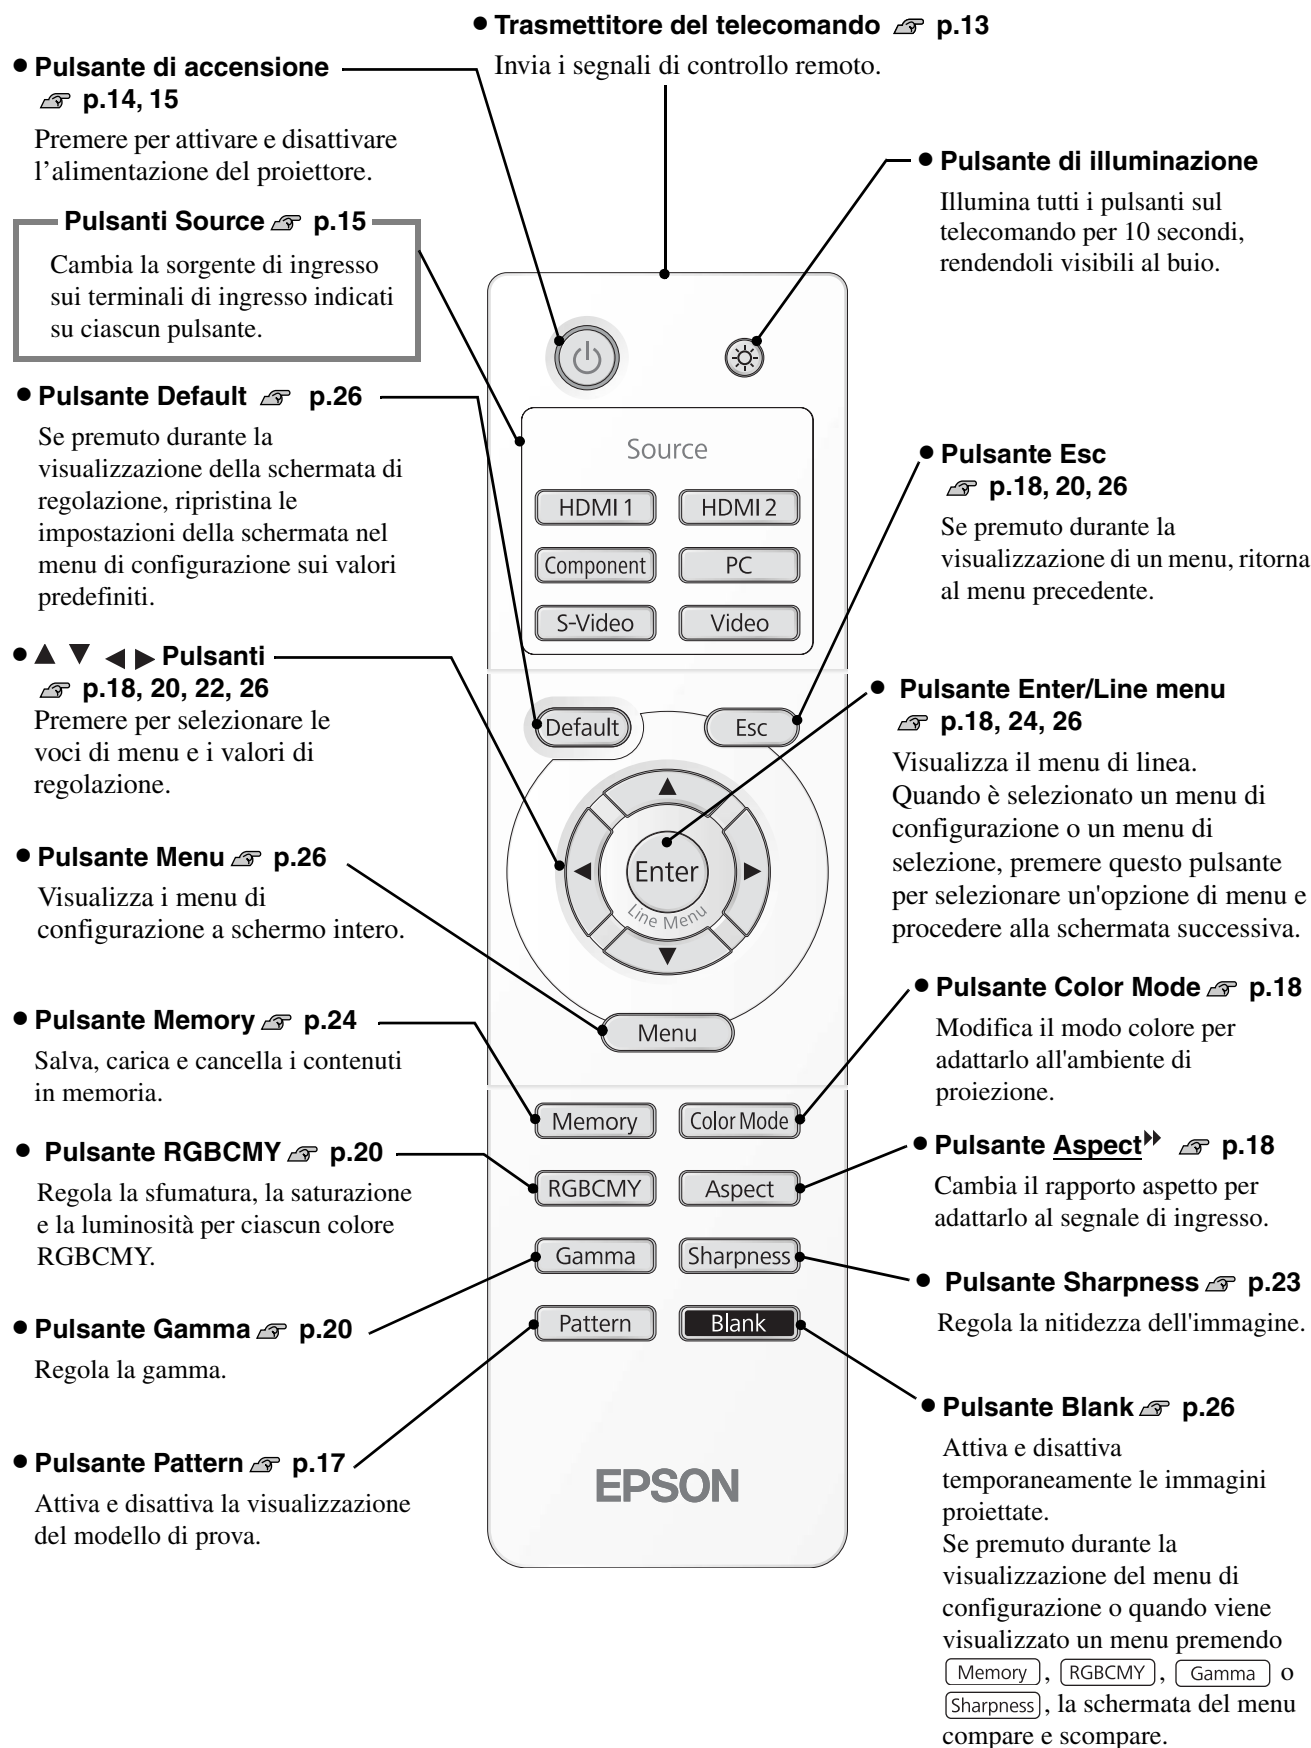 ● Trasmettitore del telecomando ☞ p.13
Invia i segnali di controllo remoto.
● Pulsante di accensione
☞ p.14, 15
Premere per attivare e disattivare
l'alimentazione del proiettore.
Pulsanti Source ☞ p.15
Cambia la sorgente di ingresso
sui terminali di ingresso indicati
su ciascun pulsante.
● Pulsante Default ☞ p.26
Se premuto durante la
visualizzazione della schermata di
regolazione, ripristina le
impostazioni della schermata nel
menu di configurazione sui valori
predefiniti.
● ▲ ▼ ◀ ▶ Pulsanti
☞ p.18, 20, 22, 26
Premere per selezionare le
voci di menu e i valori di
regolazione.
● Pulsante Menu ☞ p.26
Visualizza i menu di
configurazione a schermo intero.
● Pulsante Memory ☞ p.24
Salva, carica e cancella i contenuti
in memoria.
● Pulsante RGBCMY ☞ p.20
Regola la sfumatura, la saturazione
e la luminosità per ciascun colore
RGBCMY.
● Pulsante Gamma ☞ p.20
Regola la gamma.
● Pulsante Pattern ☞ p.17
Attiva e disattiva la visualizzazione
del modello di prova.
Source
HDMI 1 HDMI 2
Component PC
S-Video Video
Default Esc
▲
◀ Enter ▶
Line Menu
▼
Menu
Memory Color Mode
RGBCMY Aspect
Gamma Sharpness
Pattern Blank
EPSON
● Pulsante di illuminazione
Illumina tutti i pulsanti sul
telecomando per 10 secondi,
rendendoli visibili al buio.
● Pulsante Esc
☞ p.18, 20, 26
Se premuto durante la
visualizzazione di un menu, ritorna
al menu precedente.
● Pulsante Enter/Line menu
☞ p.18, 24, 26
Visualizza il menu di linea.
Quando è selezionato un menu di
configurazione o un menu di
selezione, premere questo pulsante
per selezionare un'opzione di menu e
procedere alla schermata successiva.
● Pulsante Color Mode ☞ p.18
Modifica il modo colore per
adattarlo all'ambiente di
proiezione.
● Pulsante Aspect▶▶ ☞ p.18
Cambia il rapporto aspetto per
adattarlo al segnale di ingresso.
● Pulsante Sharpness ☞ p.23
Regola la nitidezza dell'immagine.
● Pulsante Blank ☞ p.26
Attiva e disattiva
temporaneamente le immagini
proiettate.
Se premuto durante la
visualizzazione del menu di
configurazione o quando viene
visualizzato un menu premendo
Memory, RGBCMY, Gamma o
Sharpness, la schermata del menu
compare e scompare.